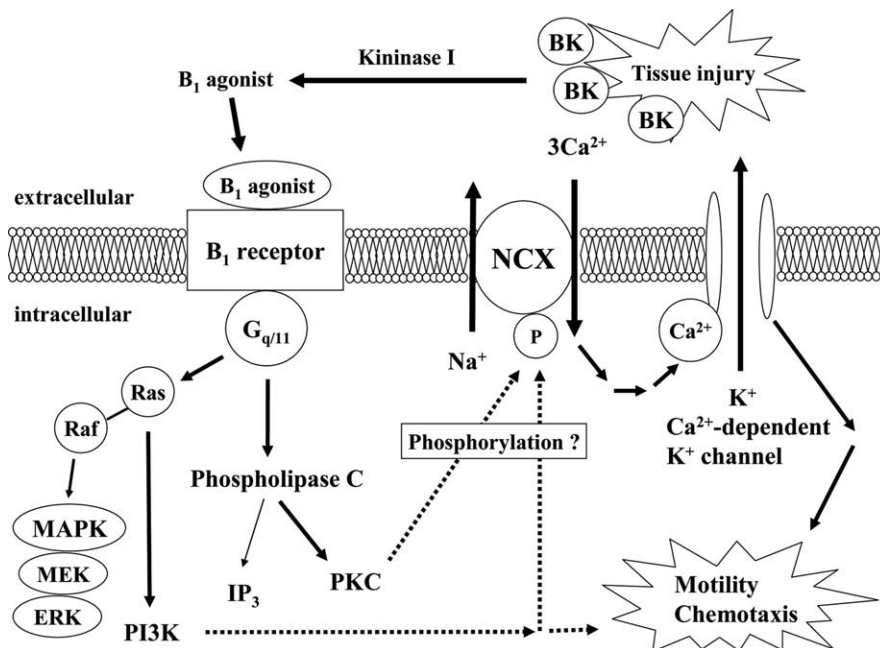 BK
Kininase I
B₁ agonist
BK
Tissue injury
BK
3Ca²⁺
B₁ agonist
extracellular
B₁ receptor
NCX
intracellular
G_q/11
P
Ca²⁺
Na⁺
Ras
K⁺
Raf
Ca²⁺-dependent
K⁺ channel
Phosphorylation ?
Phospholipase C
MAPK
MEK
IP₃
PKC
Motility
Chemotaxis
ERK
PI3K